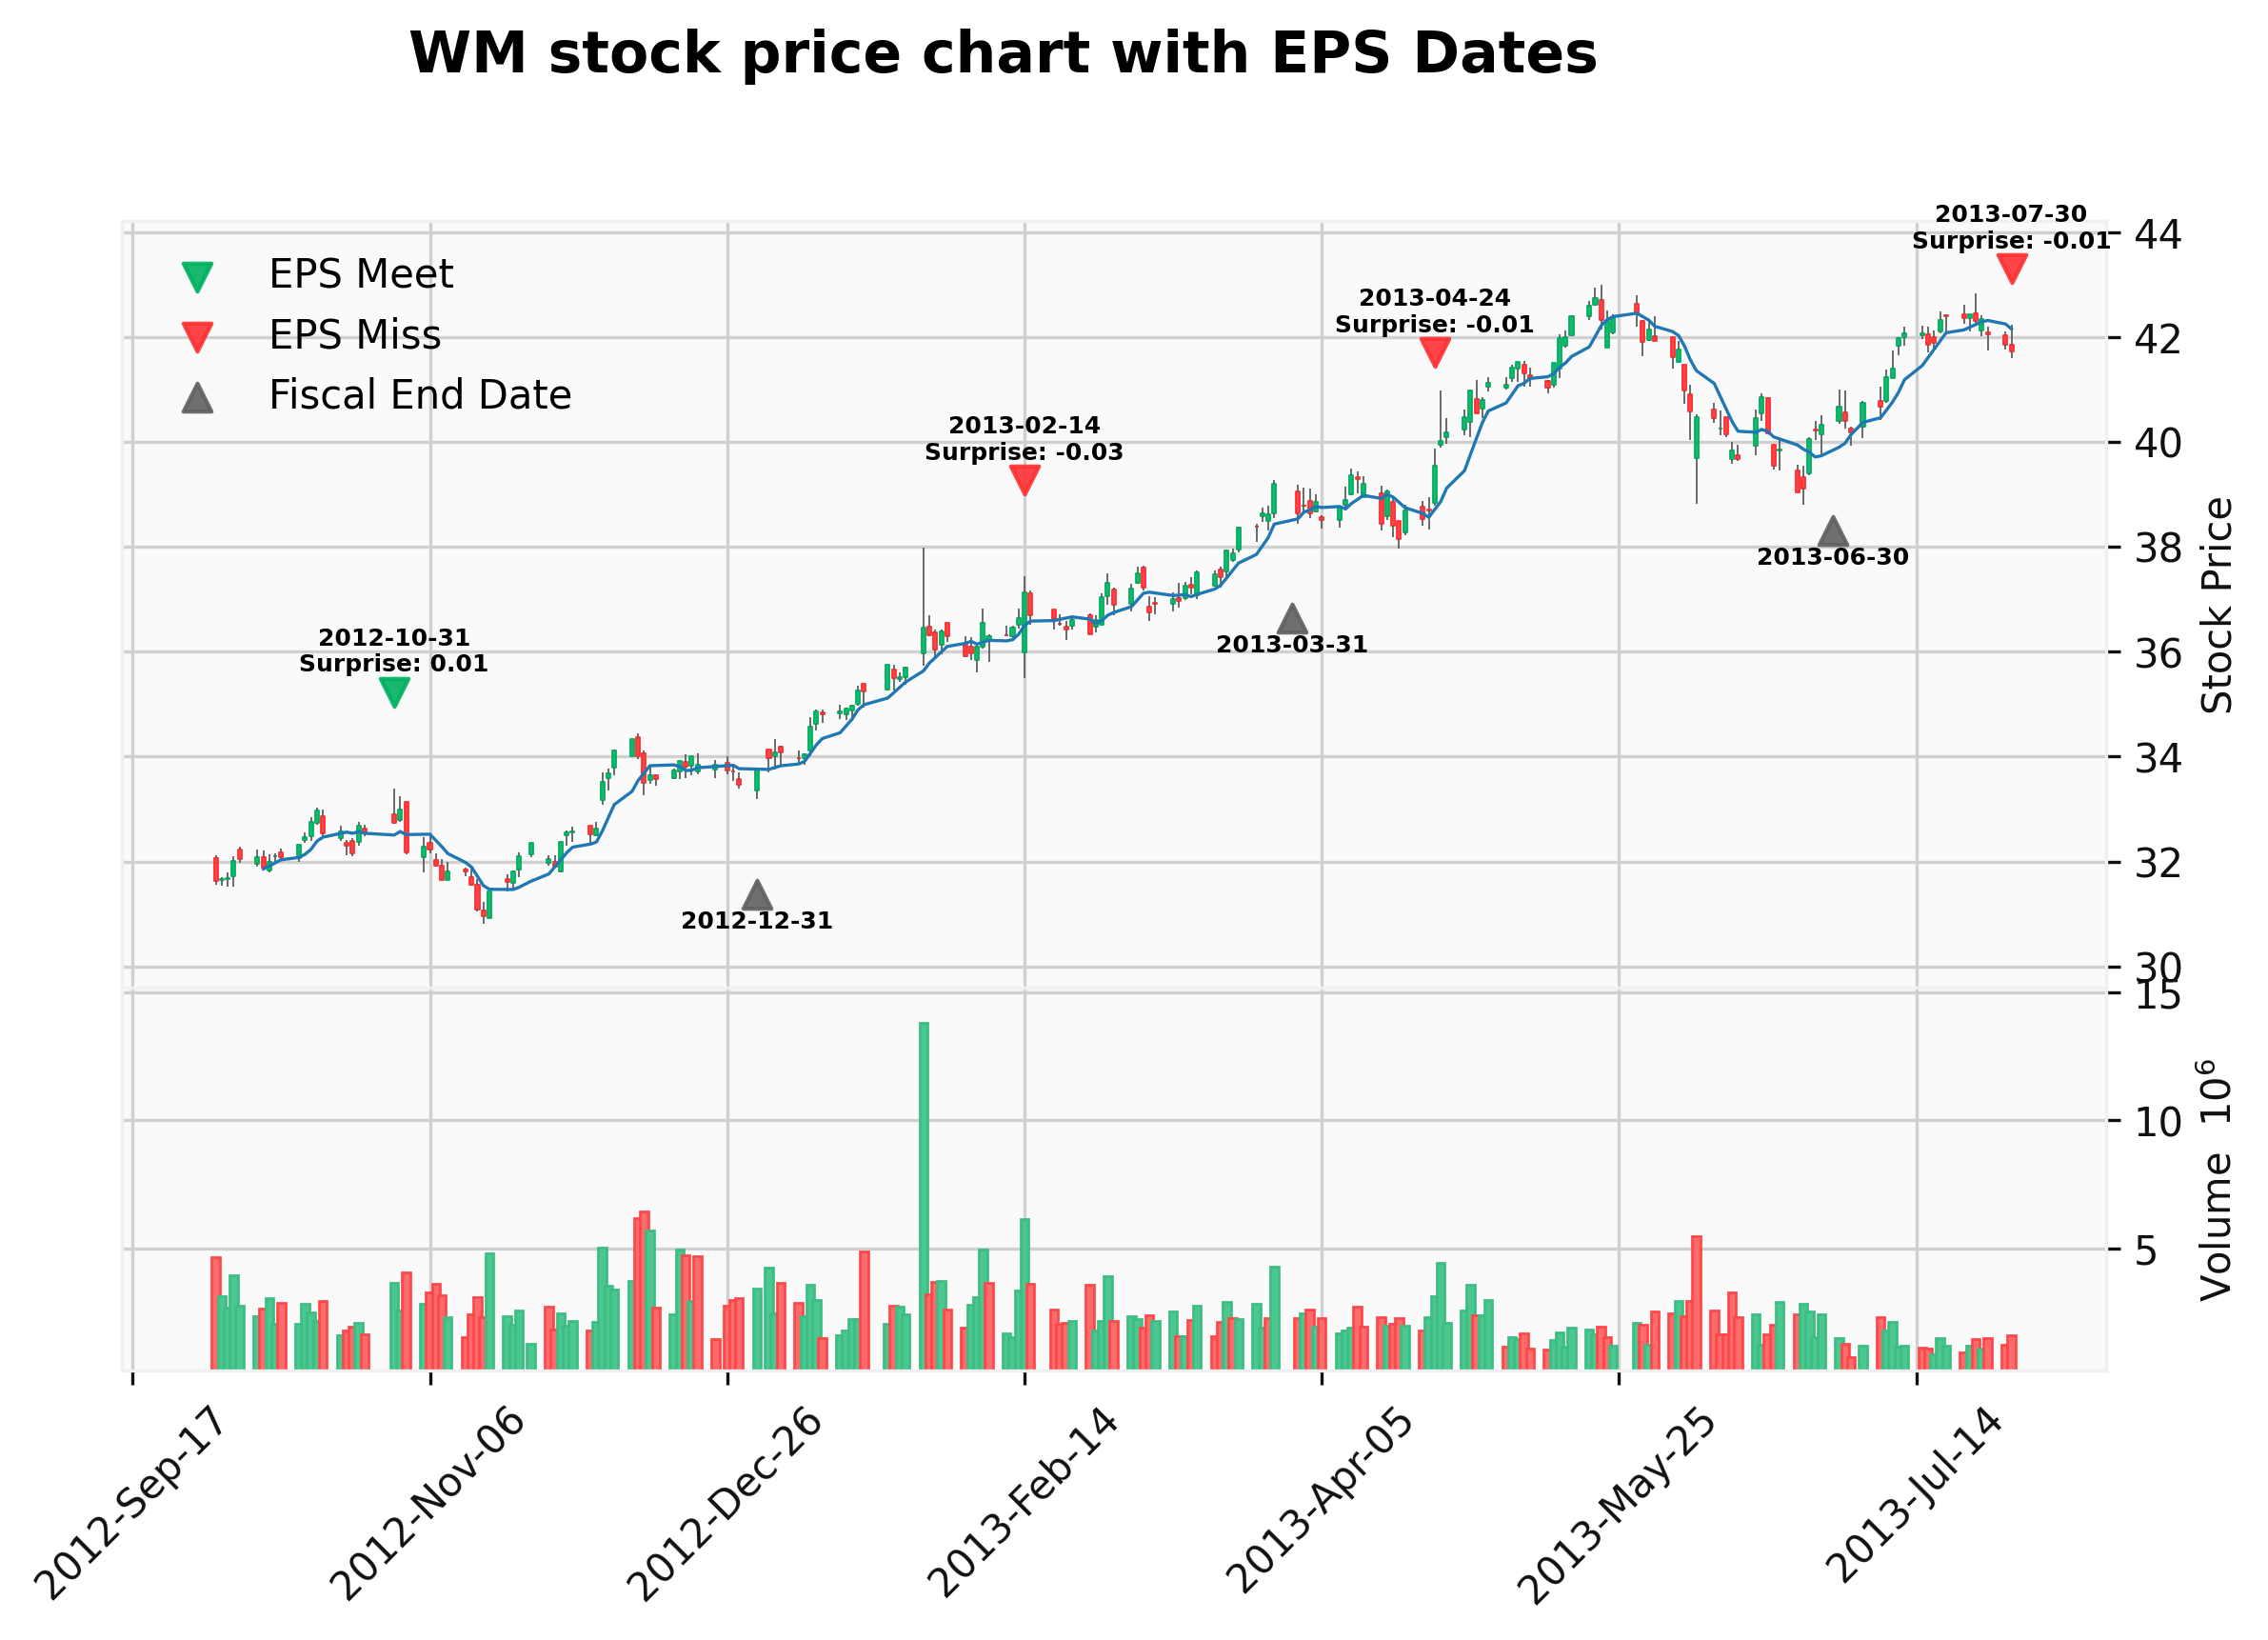 WM stock price chart with EPS Dates
EPS Meet
EPS Miss
Fiscal End Date
2012-10-31
Surprise: 0.01
2012-12-31
2013-02-14
Surprise: -0.03
2013-03-31
2013-04-24
Surprise: -0.01
2013-06-30
2013-07-30
Surprise: -0.01
44
42
40
38
36
34
32
30
Stock Price
15
10
5
Volume 10⁶
2012-Sep-17
2012-Nov-06
2012-Dec-26
2013-Feb-14
2013-Apr-05
2013-May-25
2013-Jul-14